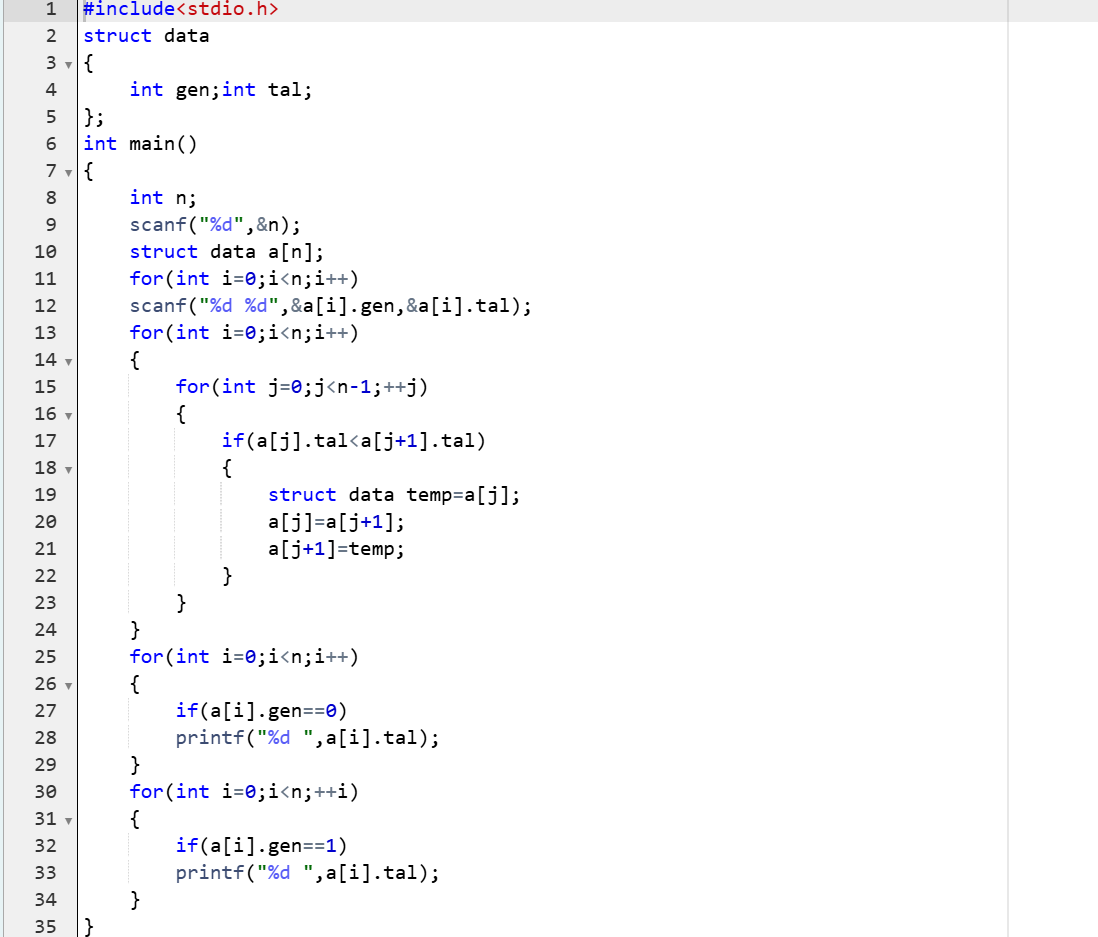 1 #include<stdio.h>
2 struct data
3 {
4     int gen;int tal;
5 };
6 int main()
7 {
8     int n;
9     scanf("%d",&n);
10     struct data a[n];
11     for(int i=0;i<n;i++)
12     scanf("%d %d",&a[i].gen,&a[i].tal);
13     for(int i=0;i<n;i++)
14     {
15         for(int j=0;j<n-1;++j)
16         {
17             if(a[j].tal<a[j+1].tal)
18             {
19                 struct data temp=a[j];
20                 a[j]=a[j+1];
21                 a[j+1]=temp;
22             }
23         }
24     }
25     for(int i=0;i<n;i++)
26     {
27         if(a[i].gen==0)
28         printf("%d ",a[i].tal);
29     }
30     for(int i=0;i<n;++i)
31     {
32         if(a[i].gen==1)
33         printf("%d ",a[i].tal);
34     }
35 }